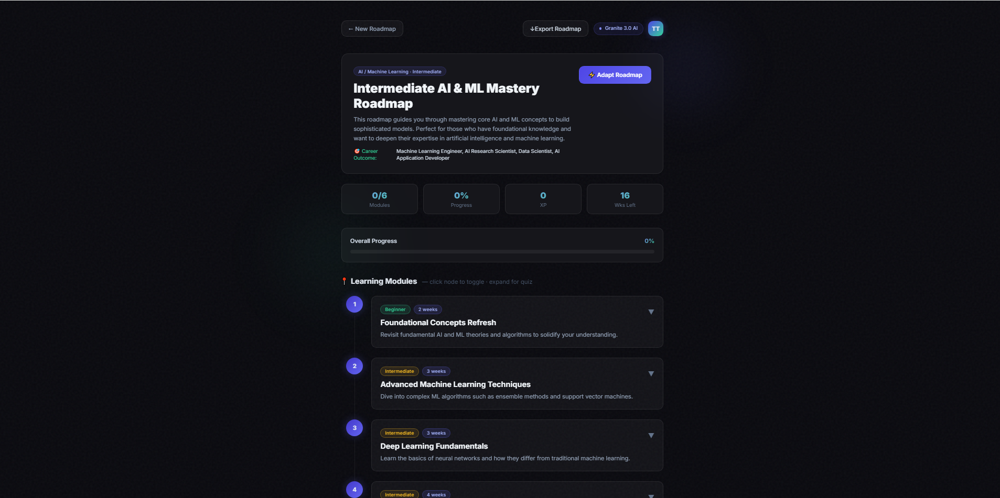 ← New Roadmap
↓Export Roadmap
Granite 3.0 AI
TT
AI / Machine Learning · Intermediate
⚡ Adapt Roadmap
Intermediate AI & ML Mastery
Roadmap
This roadmap guides you through mastering core AI and ML concepts to build
sophisticated models. Perfect for those who have foundational knowledge and
want to deepen their expertise in artificial intelligence and machine learning.
🎯 Career
Outcome:
Machine Learning Engineer, AI Research Scientist, Data Scientist, AI
Application Developer
0/6
Modules
0%
Progress
0
XP
16
Wks Left
Overall Progress
0%
📍 Learning Modules — click node to toggle · expand for quiz
1
Beginner
2 weeks
▼
Foundational Concepts Refresh
Revisit fundamental AI and ML theories and algorithms to solidify your understanding.
2
Intermediate
3 weeks
▼
Advanced Machine Learning Techniques
Dive into complex ML algorithms such as ensemble methods and support vector machines.
3
Intermediate
3 weeks
▼
Deep Learning Fundamentals
Learn the basics of neural networks and how they differ from traditional machine learning.
4
Intermediate
4 weeks
▼